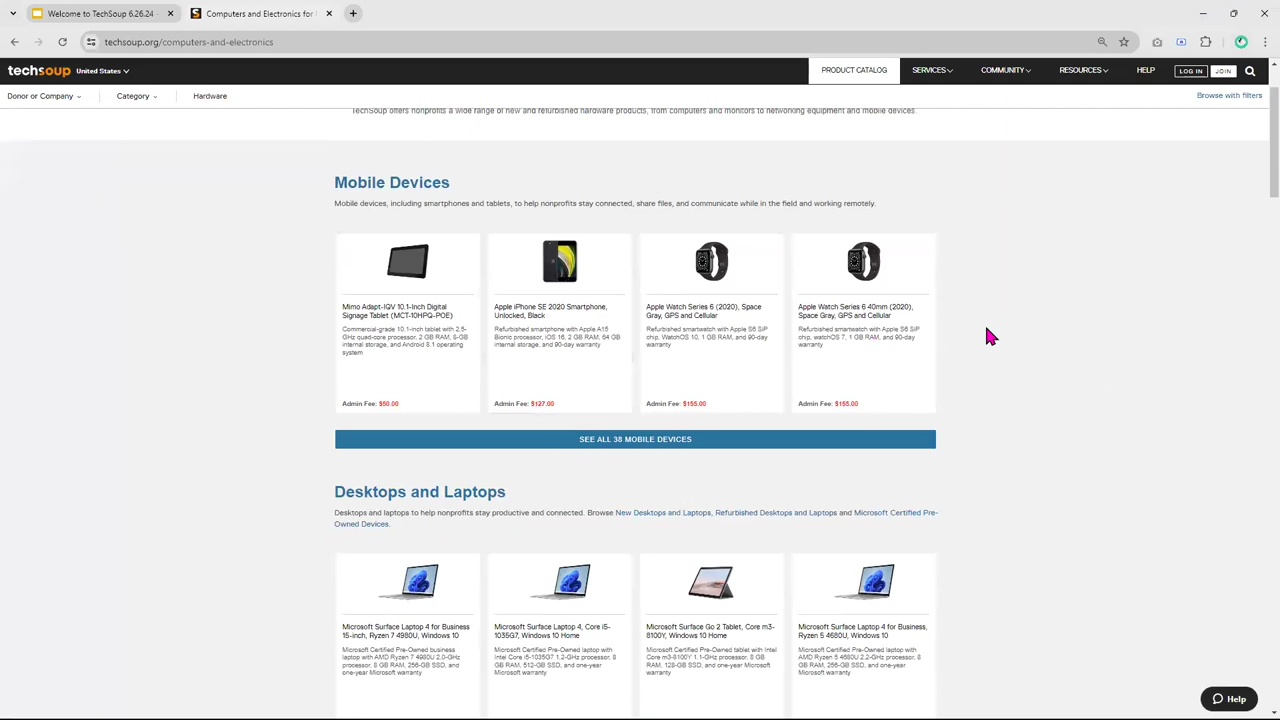 Welcome to TechSoup 6.26.24 -
Computers and Electronics for
techsoup.org/computers-and-electronics
techsoup United States
PRODUCT CATALOG SERVICES COMMUNITY RESOURCES HELP LOG IN JOIN
Donor or Company Category Hardware Browse with filters
TechSoup offers nonprofits a wide range of new and refurbished hardware products, from computers and monitors to networking equipment and mobile devices.
Mobile Devices
Mobile devices, including smartphones and tablets, to help nonprofits stay connected, share files, and communicate while in the field and working remotely.
Mimo Adapt-IQV 10.1-Inch Digital
Signage Tablet (MCT-10HPQ-POE)
Commercial-grade 10.1-inch tablet with 2.5-
GHz quad-core processor, 2 GB RAM, 8-GB
internal storage, and Android 8.1 operating
system
Admin Fee: $50.00
Apple iPhone SE 2020 Smartphone,
Unlocked, Black
Refurbished smartphone with Apple A15
Bionic processor, iOS 16, 2 GB RAM, 64 GB
internal storage, and 90-day warranty
Admin Fee: $127.00
Apple Watch Series 6 (2020), Space
Gray, GPS and Cellular
Refurbished smartwatch with Apple S6 SiP
chip, WatchOS 10, 1 GB RAM, and 90-day
warranty
Admin Fee: $155.00
Apple Watch Series 6 40mm (2020),
Space Gray, GPS and Cellular
Refurbished smartwatch with Apple S6 SiP
chip, watchOS 7, 1 GB RAM, and 90-day
warranty
Admin Fee: $155.00
SEE ALL 38 MOBILE DEVICES
Desktops and Laptops
Desktops and laptops to help nonprofits stay productive and connected. Browse New Desktops and Laptops, Refurbished Desktops and Laptops and Microsoft Certified Pre-
Owned Devices.
Microsoft Surface Laptop 4 for Business
15-inch, Ryzen 7 4980U, Windows 10
Microsoft Certified Pre-Owned business
laptop with AMD Ryzen 7 4980U 2.0-GHz
processor, 8 GB RAM, 256-GB SSD, and
one-year Microsoft warranty
Microsoft Surface Laptop 4, Core i5-
1035G7, Windows 10 Home
Microsoft Certified Pre-Owned laptop with
Intel Core i5-1035G7 1.2-GHz processor, 8
GB RAM, 512-GB SSD, and one-year
Microsoft warranty
Microsoft Surface Go 2 Tablet, Core m3-
8100Y, Windows 10 Home
Microsoft Certified Pre-Owned tablet with Intel
Core m3-8100Y 1.1-GHz processor, 8 GB
RAM, 128-GB SSD, and one-year Microsoft
warranty
Microsoft Surface Laptop 4 for Business,
Ryzen 5 4680U, Windows 10
Microsoft Certified Pre-Owned laptop with
AMD Ryzen 5 4680U 2.2-GHz processor, 8
GB RAM, 256-GB SSD, and one-year
Microsoft warranty
Help